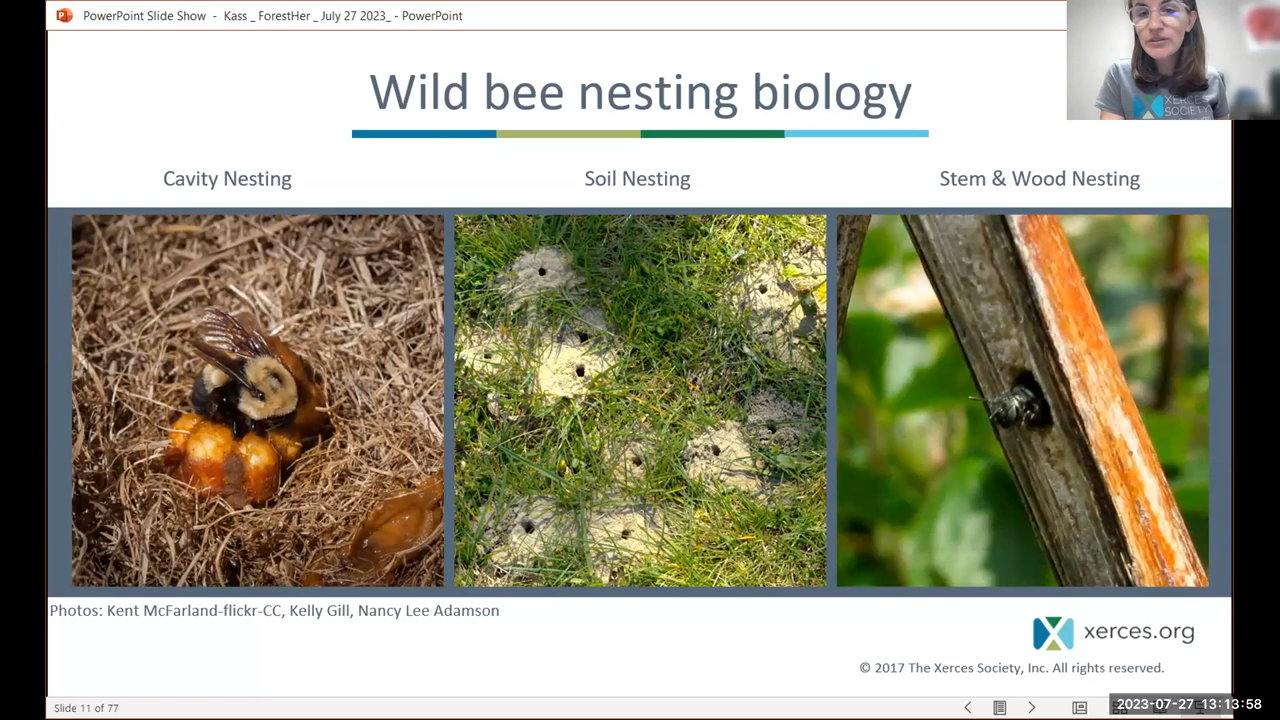 PowerPoint Slide Show - Kass _ ForestHer _ July 27 2023_ - PowerPoint
XERCES
SOCIETY
Wild bee nesting biology
Cavity Nesting
Soil Nesting
Stem & Wood Nesting
Photos: Kent McFarland-flickr-CC, Kelly Gill, Nancy Lee Adamson
xerces.org
© 2017 The Xerces Society, Inc. All rights reserved.
Slide 11 of 77
2023-07-27 13:13:58